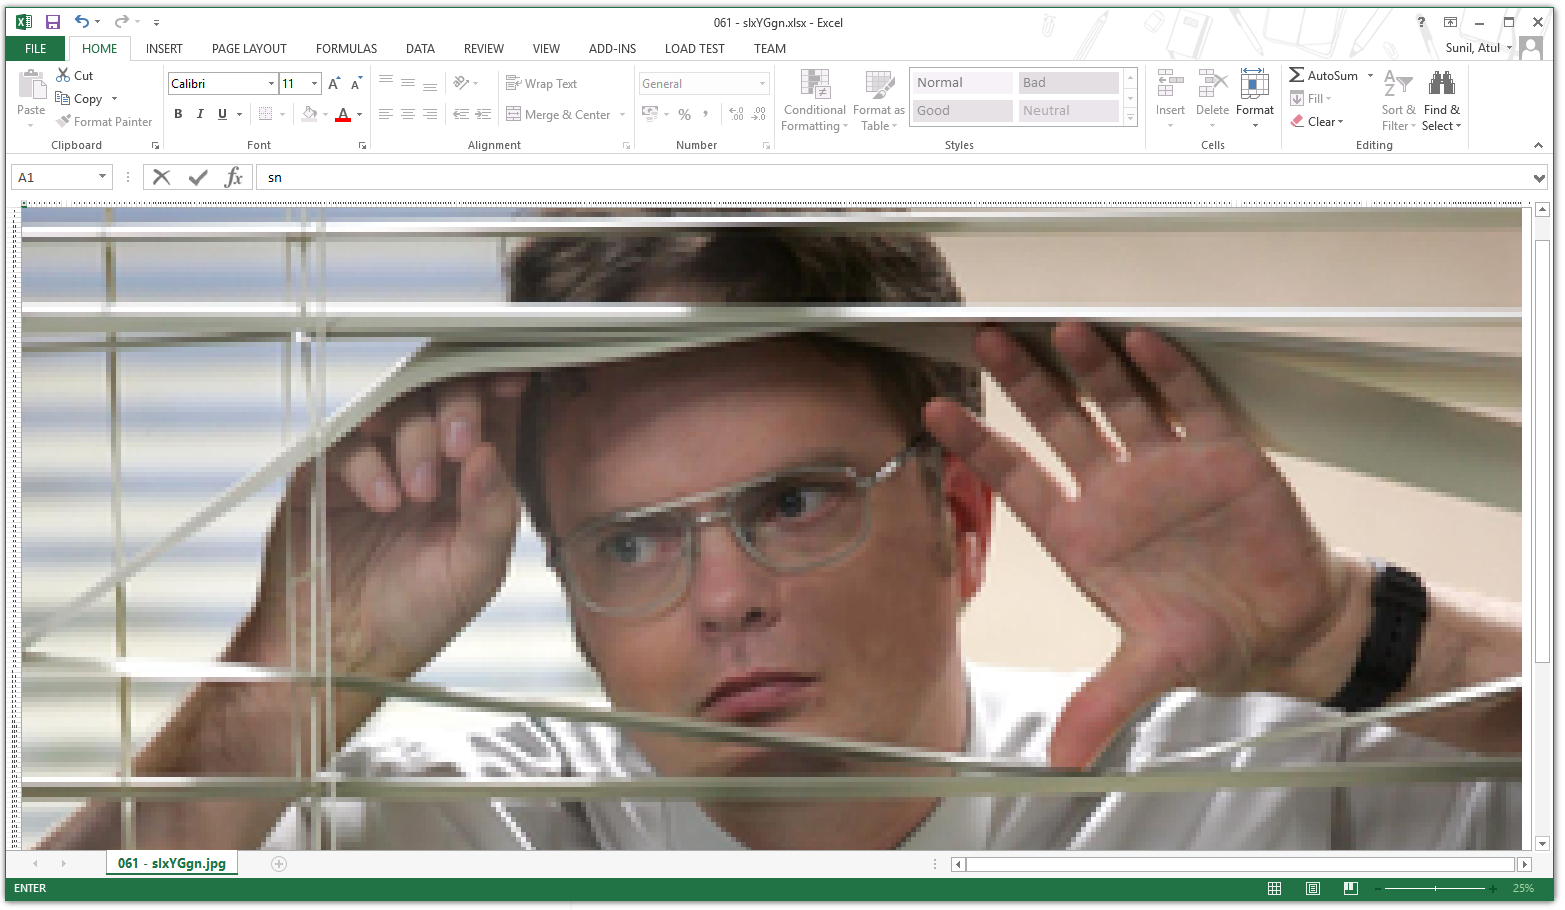 061 - slxYGgn.xlsx - Excel
?
FILE HOME INSERT PAGE LAYOUT FORMULAS DATA REVIEW VIEW ADD-INS LOAD TEST TEAM
Sunil, Atul
Paste
Cut
Copy
Format Painter
Clipboard
Calibri 11
A A
B I U A
Font
Wrap Text
Merge & Center
Alignment
General
% , .0 .00
Number
Conditional Formatting
Format as Table
Normal Bad
Good Neutral
Styles
Insert Delete Format
Cells
AutoSum
Fill
Clear
Sort & Filter
Find & Select
Editing
A1 fx sn
061 - slxYGgn.jpg
ENTER
25%